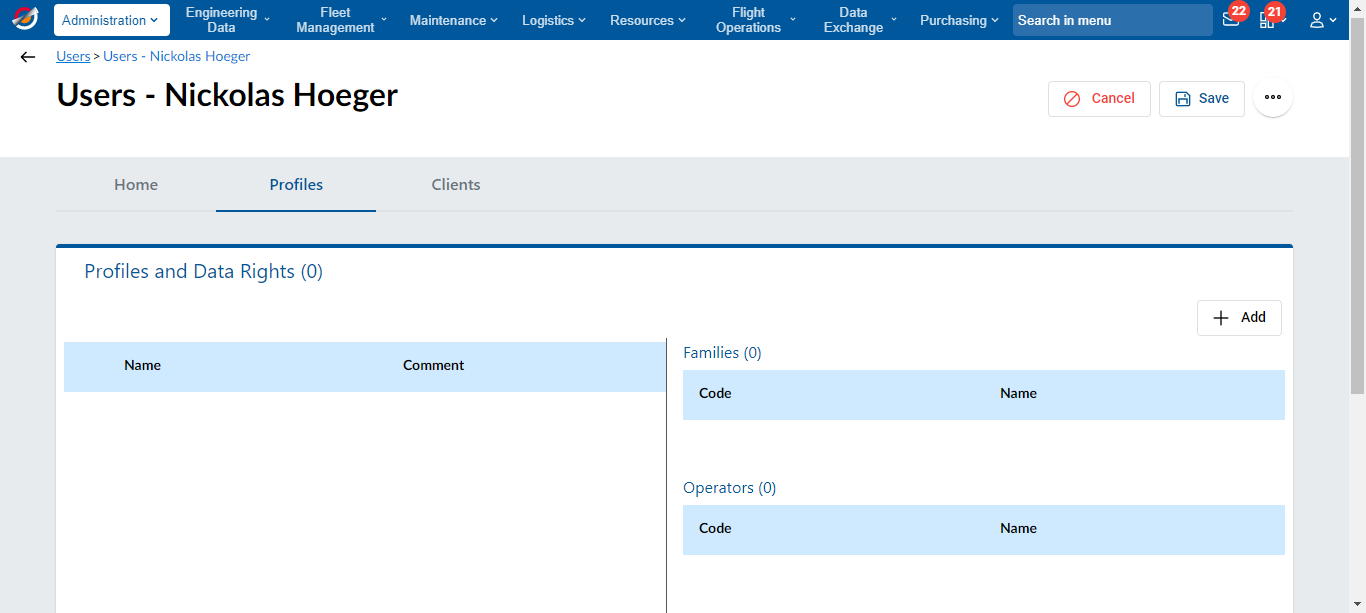 Administration
Engineering
Data
Fleet
Management
Maintenance
Logistics
Resources
Flight
Operations
Data
Exchange
Purchasing
Search in menu
22
21
Users > Users - Nickolas Hoeger
Users - Nickolas Hoeger
Cancel
Save
Home
Profiles
Clients
Profiles and Data Rights (0)
Add
Name
Comment
Families (0)
Code
Name
Operators (0)
Code
Name